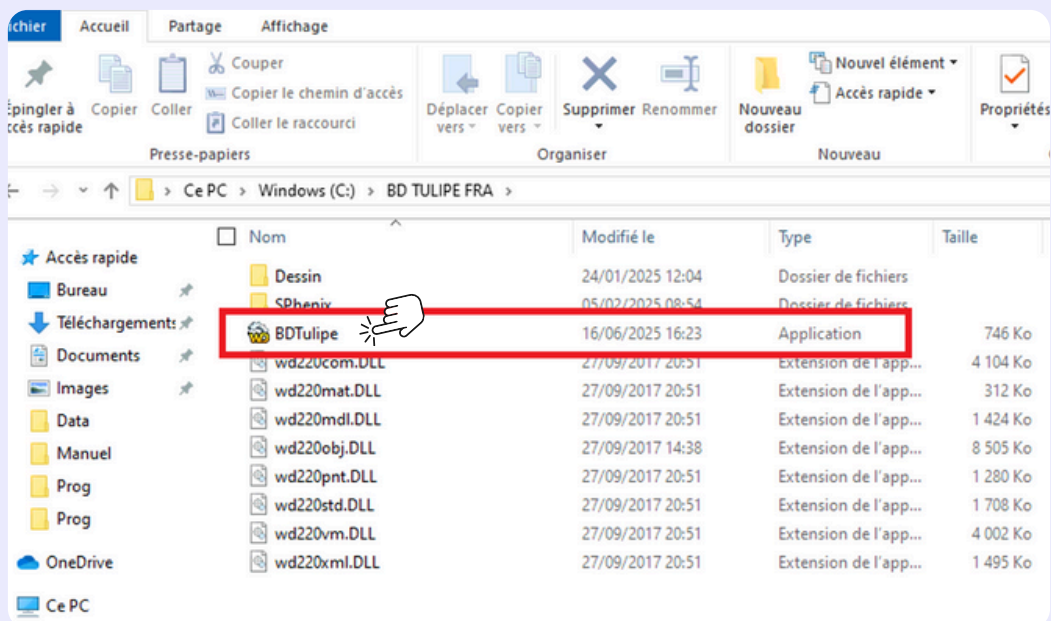 ichier Accueil Partage Affichage
Épingler à
ccès rapide
Copier
Coller
Couper
Copier le chemin d'accès
Coller le raccourci
Presse-papiers
Déplacer
vers
Copier
vers
Supprimer
Renommer
Organiser
Nouveau
dossier
Nouvel élément
Accès rapide
Nouveau
Propriétés
Ce PC > Windows (C:) > BD TULIPE FRA >
Accès rapide
Bureau
Téléchargements
Documents
Images
Data
Manuel
Prog
Prog
OneDrive
Ce PC
Nom Modifié le Type Taille
Dessin 24/01/2025 12:04 Dossier de fichiers
SPhenix 05/02/2025 08:54 Dossier de fichiers
BDTulipe 16/06/2025 16:23 Application 746 Ko
wd220com.DLL 27/09/2017 20:51 Extension de l'app... 4 104 Ko
wd220mat.DLL 27/09/2017 20:51 Extension de l'app... 312 Ko
wd220mdl.DLL 27/09/2017 20:51 Extension de l'app... 1 424 Ko
wd220obj.DLL 27/09/2017 14:38 Extension de l'app... 8 505 Ko
wd220pnt.DLL 27/09/2017 20:51 Extension de l'app... 1 280 Ko
wd220std.DLL 27/09/2017 20:51 Extension de l'app... 1 708 Ko
wd220vm.DLL 27/09/2017 20:51 Extension de l'app... 4 002 Ko
wd220xml.DLL 27/09/2017 20:51 Extension de l'app... 1 495 Ko